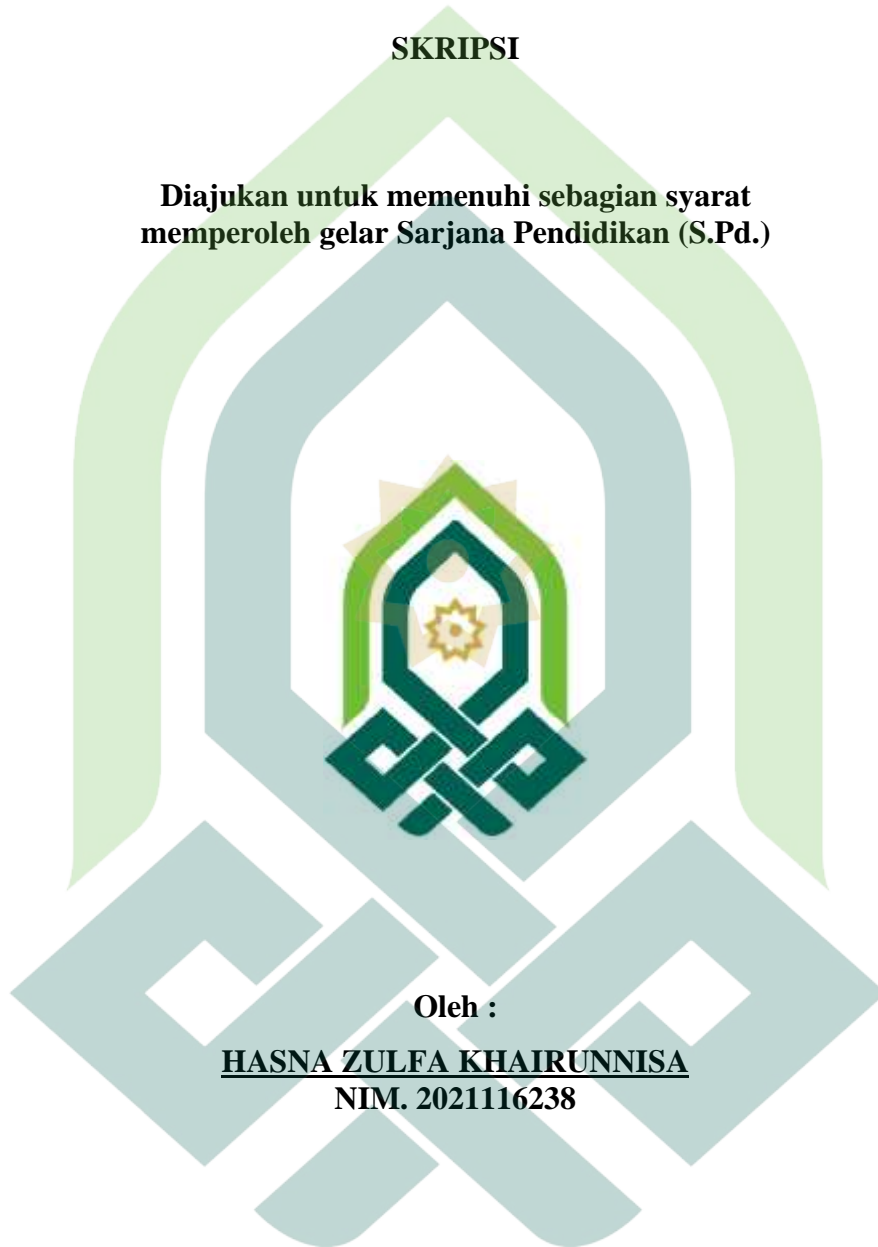 SKRIPSI
Diajukan untuk memenuhi sebagian syarat
memperoleh gelar Sarjana Pendidikan (S.Pd.)
Oleh :
HASNA ZULFA KHAIRUNNISA
NIM. 2021116238